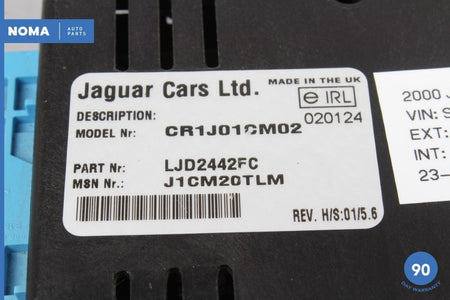 NOMA AUTO PARTS
MADE IN THE UK
Jaguar Cars Ltd.
e IRL
DESCRIPTION:
020124
MODEL Nr: CR1J01CM02
PART Nr: LJD2442FC
MSN Nr.: J1CM20TLM
REV. H/S:01/5.6
2000 J
VIN: S
EXT:
INT:
23-
90
DAY WARRANTY